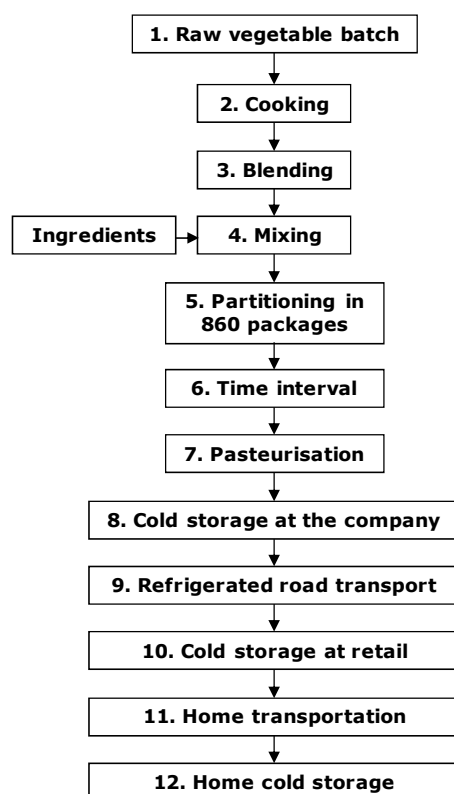 1. Raw vegetable batch
2. Cooking
3. Blending
Ingredients
4. Mixing
5. Partitioning in
860 packages
6. Time interval
7. Pasteurisation
8. Cold storage at the company
9. Refrigerated road transport
10. Cold storage at retail
11. Home transportation
12. Home cold storage